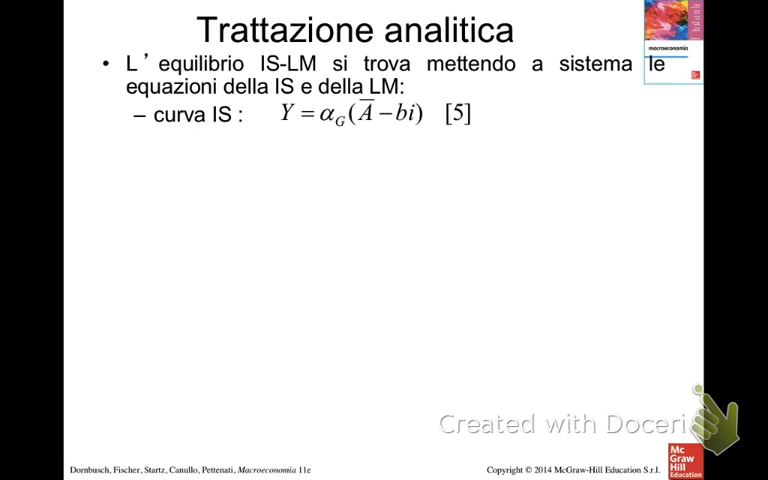 Trattazione analitica
macroeconomia
• L’equilibrio IS-LM si trova mettendo a sistema le
equazioni della IS e della LM:
– curva IS : Y = α_G (A̅ − bi) [5]
Created with Doceri
Mc
Graw
Hill
Education
Dornbusch, Fischer, Startz, Canullo, Pettenati, Macroeconomia 11e
Copyright © 2014 McGraw-Hill Education S.r.l.